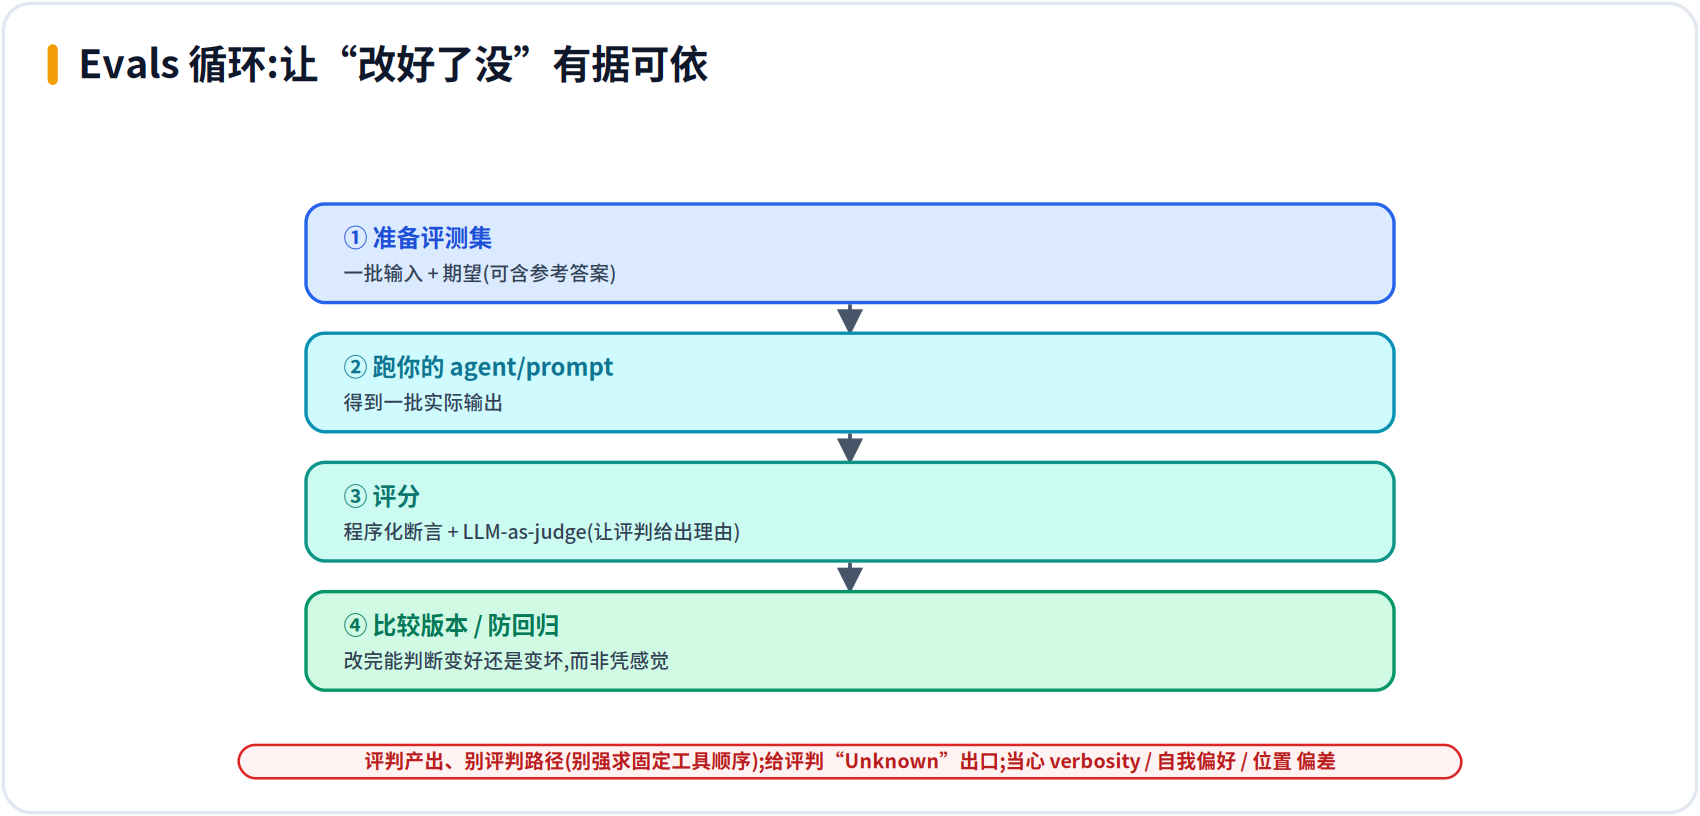 Evals 循环:让“改好了没”有据可依
① 准备评测集
一批输入 + 期望(可含参考答案)
② 跑你的 agent/prompt
得到一批实际输出
③ 评分
程序化断言 + LLM-as-judge(让评判给出理由)
④ 比较版本 / 防回归
改完能判断变好还是变坏,而非凭感觉
评判产出、别评判路径(别强求固定工具顺序);给评判“Unknown”出口;当心 verbosity / 自我偏好 / 位置 偏差